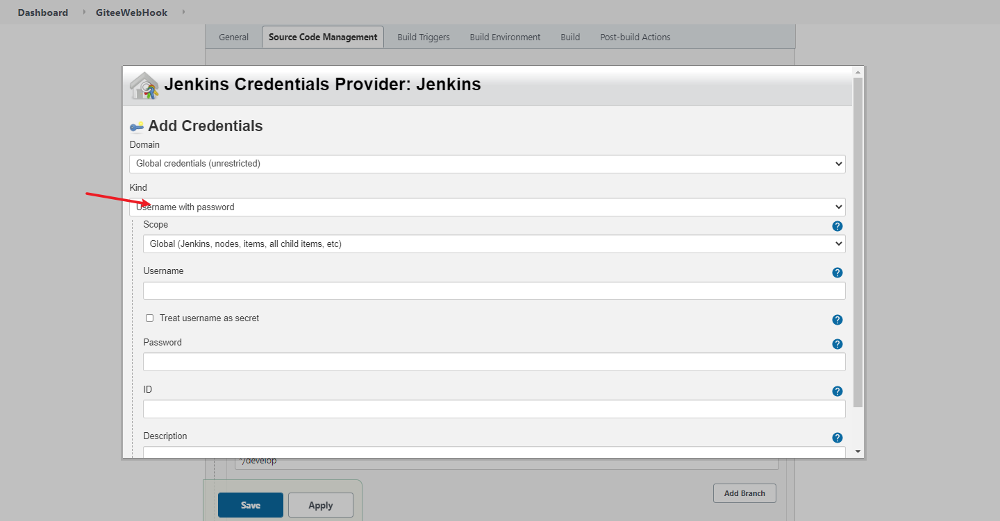 Dashboard GiteeWebHook
General Source Code Management Build Triggers Build Environment Build Post-build Actions
Jenkins Credentials Provider: Jenkins
Add Credentials
Domain
Global credentials (unrestricted)
Kind
Username with password
Scope
?
Global (Jenkins, nodes, items, all child items, etc)
Username
?
Treat username as secret
?
Password
?
ID
?
Description
?
*/develop
Add Branch
Save Apply